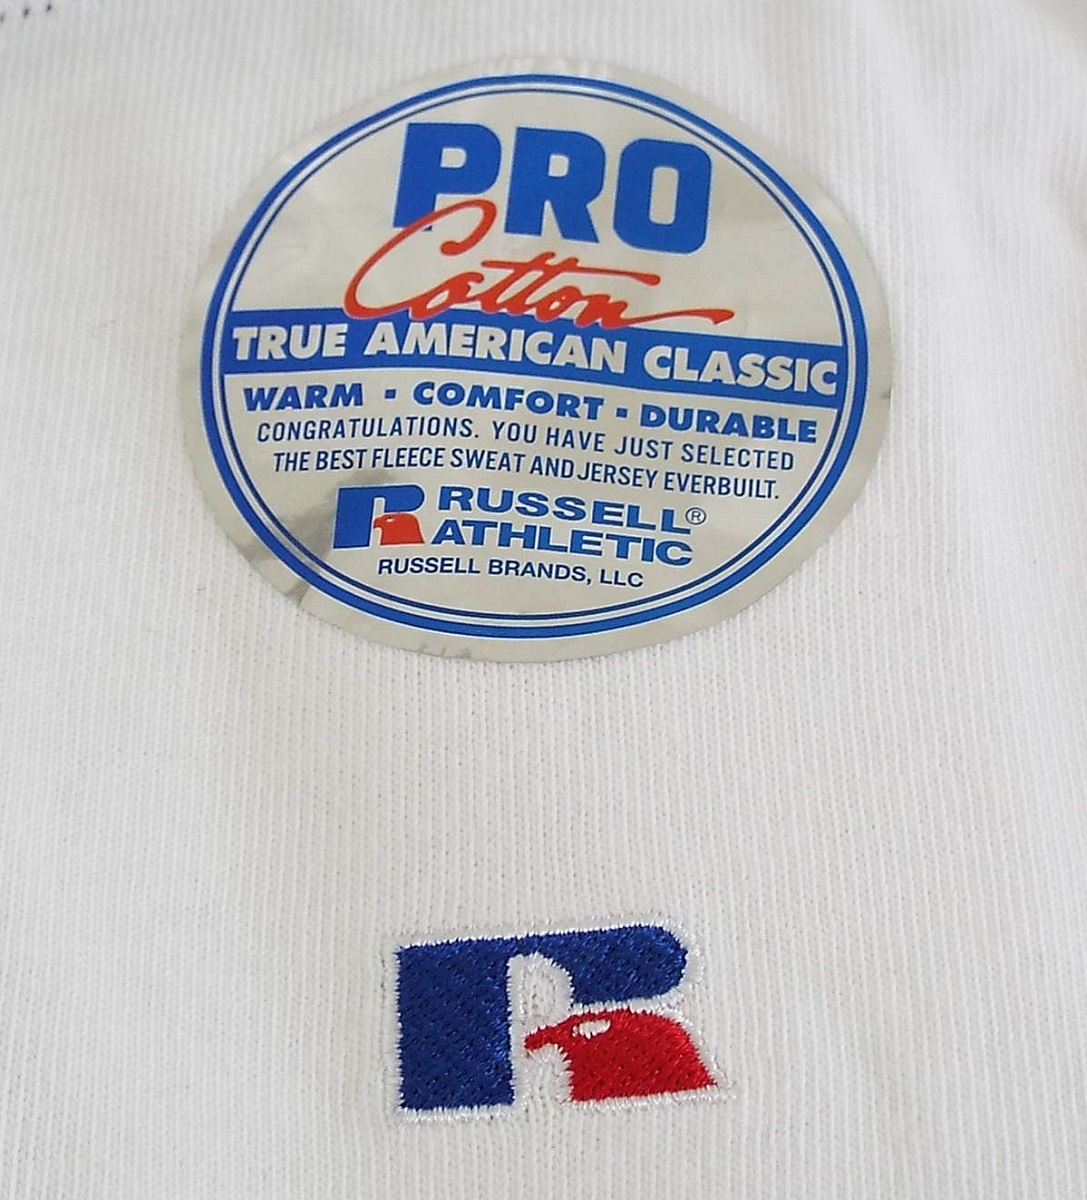 PRO
Cotton
TRUE AMERICAN CLASSIC
WARM ▪ COMFORT ▪ DURABLE
CONGRATULATIONS. YOU HAVE JUST SELECTED
THE BEST FLEECE SWEAT AND JERSEY EVERBUILT.
R RUSSELL®
ATHLETIC
RUSSELL BRANDS, LLC
R